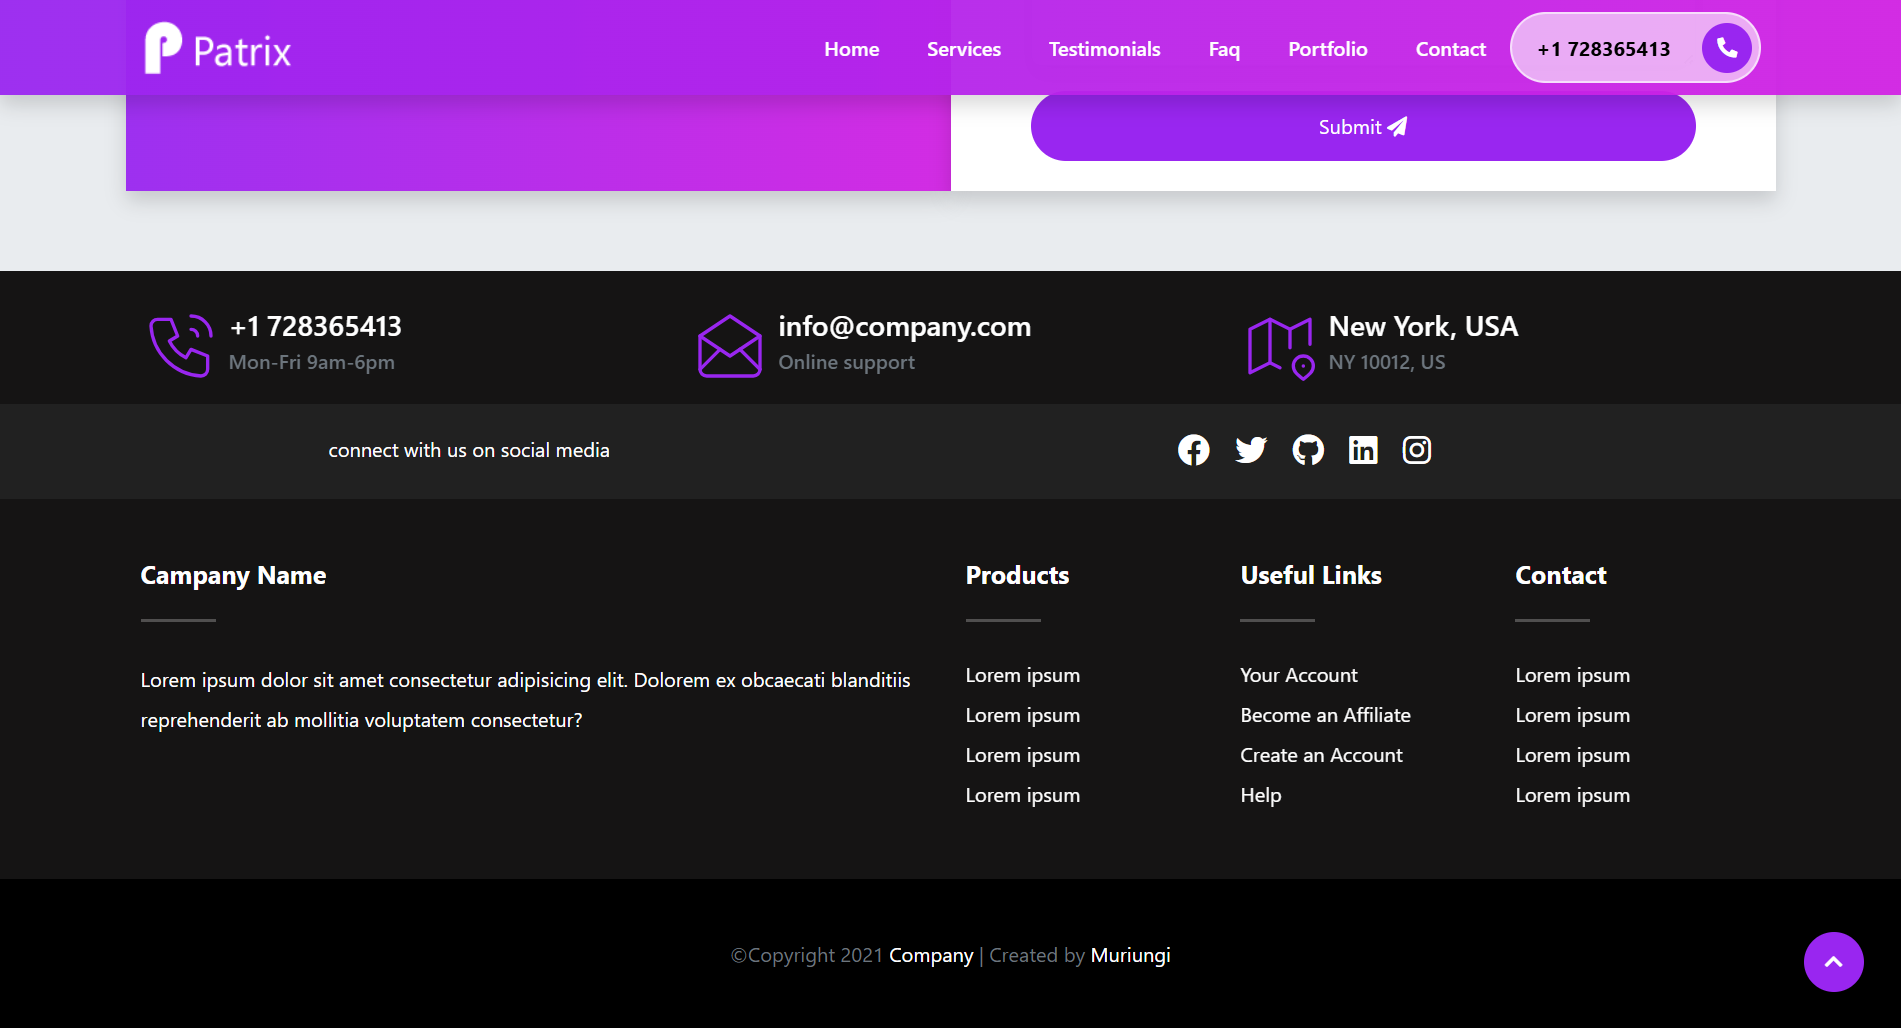 Patrix
Home Services Testimonials Faq Portfolio Contact +1 728365413
Submit
+1 728365413
Mon-Fri 9am-6pm
info@company.com
Online support
New York, USA
NY 10012, US
connect with us on social media
Campany Name
Lorem ipsum dolor sit amet consectetur adipisicing elit. Dolorem ex obcaecati blanditiis
reprehenderit ab mollitia voluptatem consectetur?
Products
Lorem ipsum
Lorem ipsum
Lorem ipsum
Lorem ipsum
Useful Links
Your Account
Become an Affiliate
Create an Account
Help
Contact
Lorem ipsum
Lorem ipsum
Lorem ipsum
Lorem ipsum
©Copyright 2021 Company | Created by Muriungi